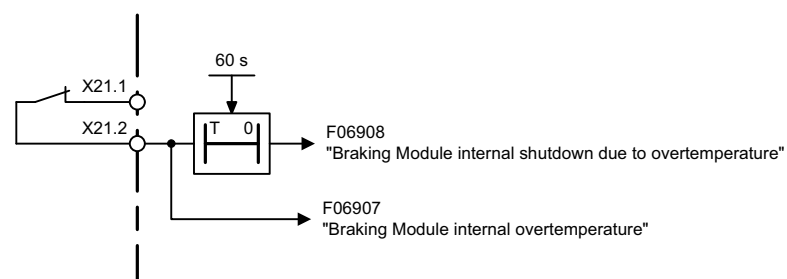 60 s
X21.1
X21.2
T 0
F06908
"Braking Module internal shutdown due to overtemperature"
F06907
"Braking Module internal overtemperature"